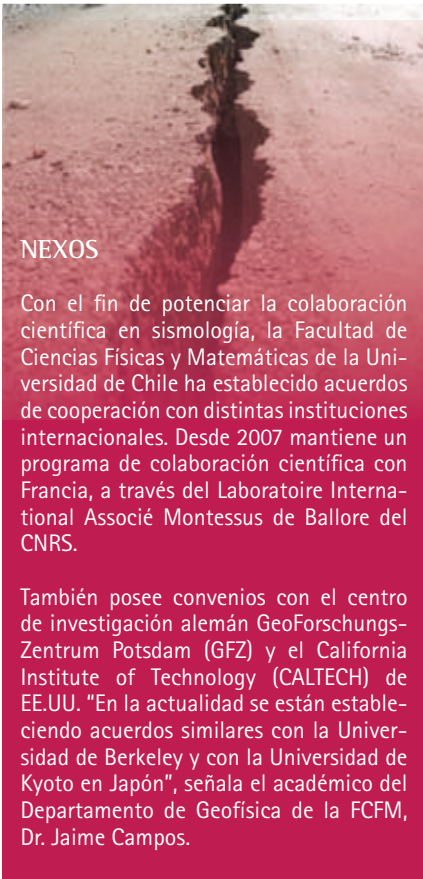 NEXOS
Con el fin de potenciar la colaboración
científica en sismología, la Facultad de
Ciencias Físicas y Matemáticas de la Uni-
versidad de Chile ha establecido acuerdos
de cooperación con distintas instituciones
internacionales. Desde 2007 mantiene un
programa de colaboración científica con
Francia, a través del Laboratoire Interna-
tional Associé Montessus de Ballore del
CNRS.
También posee convenios con el centro
de investigación alemán GeoForschungs-
Zentrum Potsdam (GFZ) y el California
Institute of Technology (CALTECH) de
EE.UU. "En la actualidad se están estable-
ciendo acuerdos similares con la Univer-
sidad de Berkeley y con la Universidad de
Kyoto en Japón", señala el académico del
Departamento de Geofísica de la FCFM,
Dr. Jaime Campos.